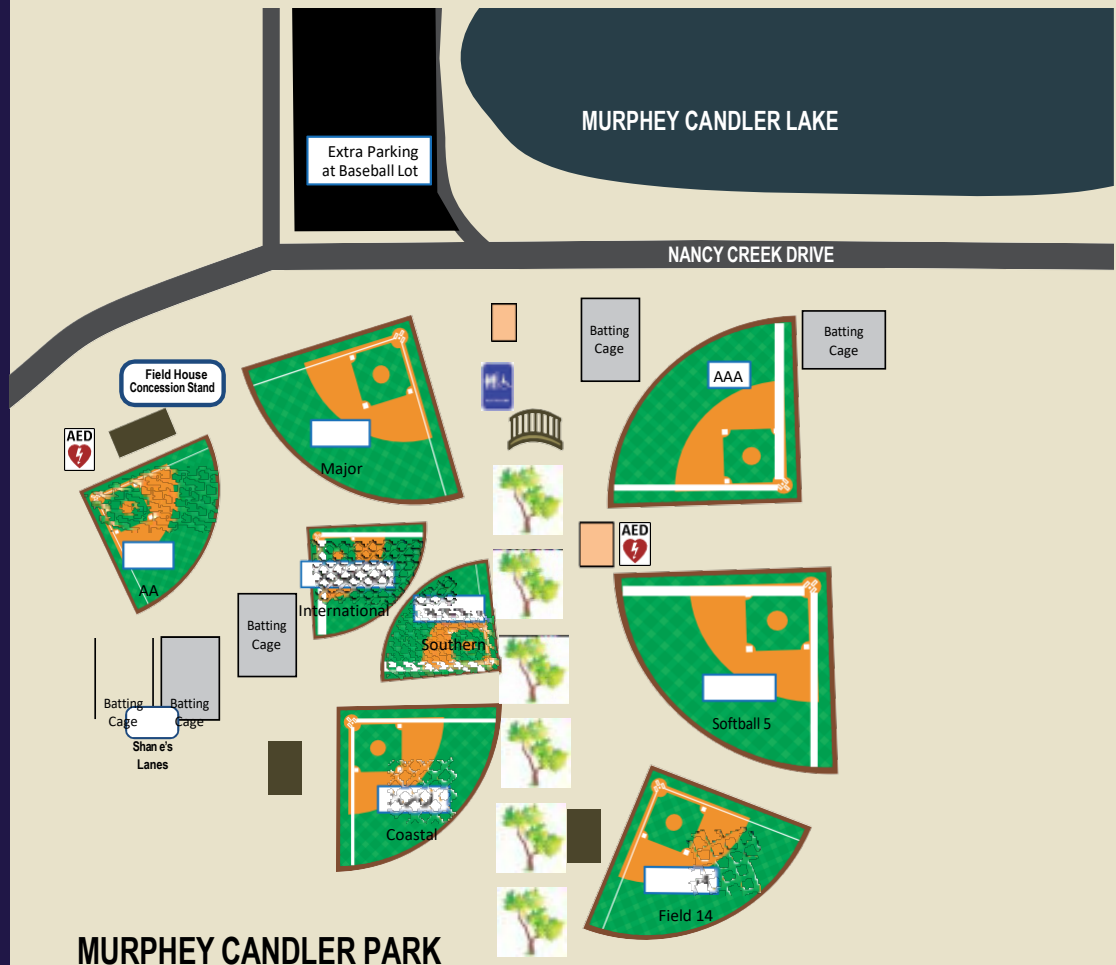 MURPHEY CANDLER LAKE
Extra Parking
at Baseball Lot
NANCY CREEK DRIVE
Batting
Cage
Batting
Cage
Field House
Concession Stand
AAA
AED
Major
AED
AA
International
Batting
Cage
Southern
Batting
Cage
Batting
Cage
Shane's
Lanes
Softball 5
Coastal
Field 14
MURPHEY CANDLER PARK